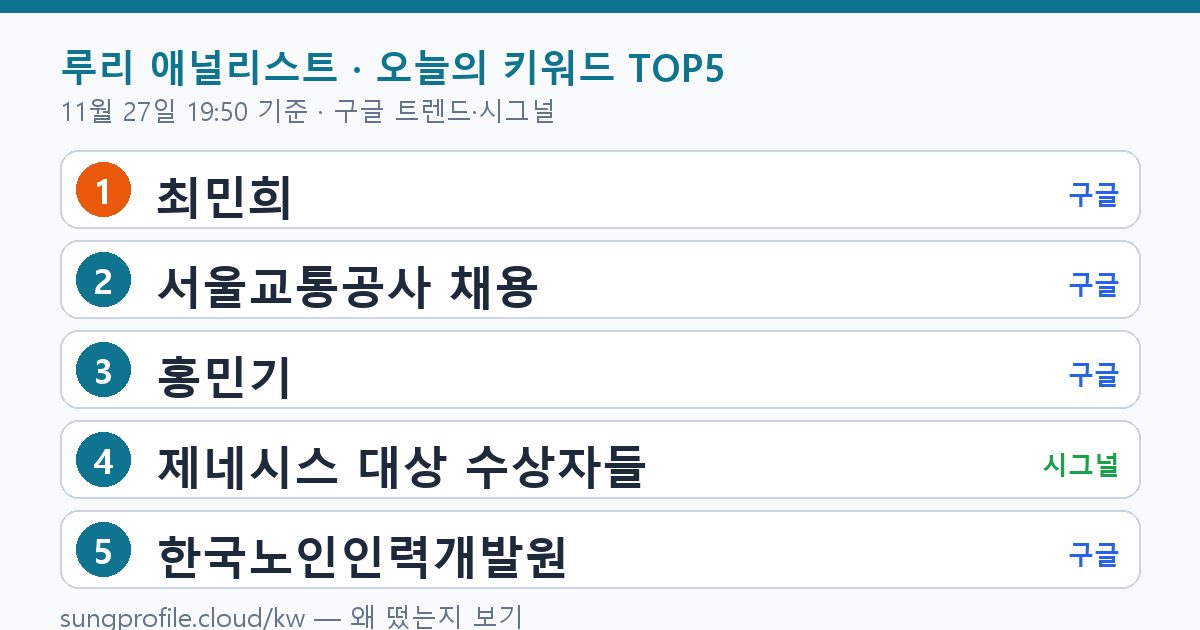 루리 애널리스트 · 오늘의 키워드 TOP5
11월 27일 19:50 기준 · 구글 트렌드·시그널
1 최민희 구글
2 서울교통공사 채용 구글
3 홍민기 구글
4 제네시스 대상 수상자들 시그널
5 한국노인인력개발원 구글
sungprofile.cloud/kw — 왜 떴는지 보기